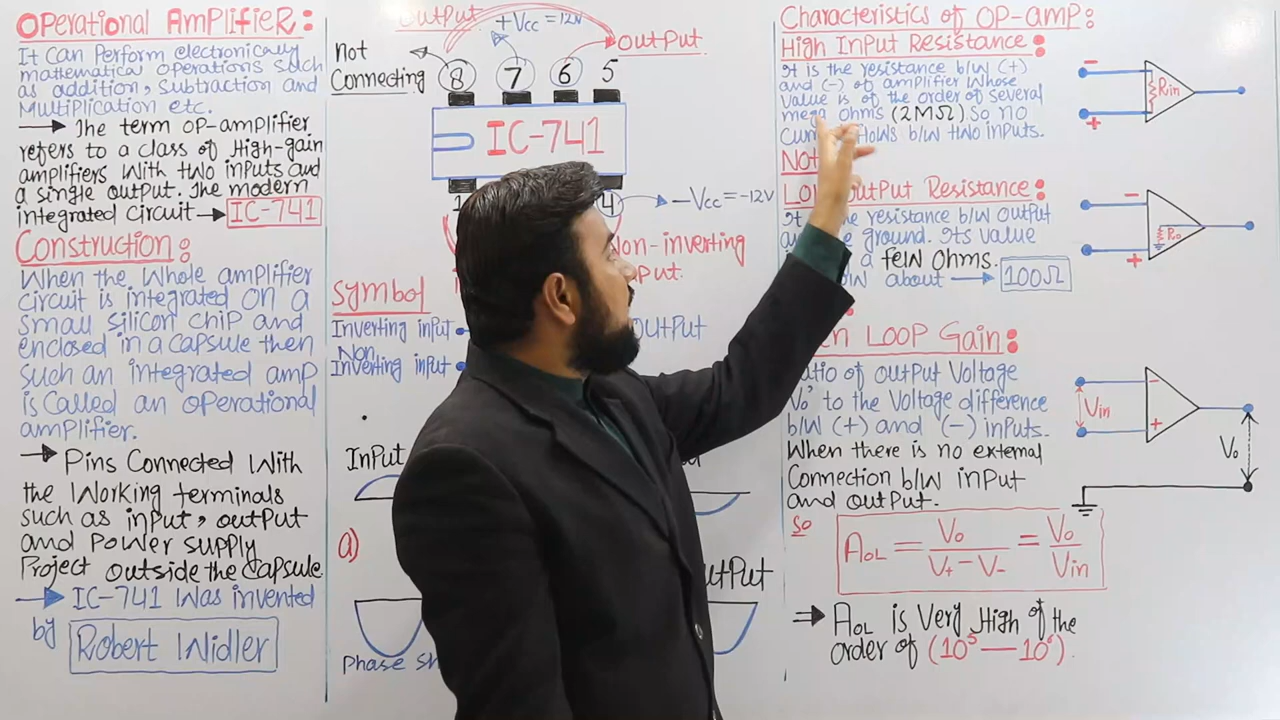 OPerational AmPlifieR:
It Can Perform electronically
mathematical operations such
as addition, Subtraction and
Multiplication etc.
→ The term OP-amplifier
refers to a class of High-gain
amplifiers with two inputs and
a single output. The modern
integrated circuit → IC-741
Construction:
When the Whole amplifier
circuit is integrated on a
small silicon chip and
enclosed in a capsule then
such an integrated amp
is Called an operational
amplifier.
→ Pins Connected With
the Working terminals
such as input, output
and Power supply
Project outside the Capsule
→ IC-741 Was invented
by Robert Widler
OutPut
+Vcc = 12v
OUtPUt
not
Connecting
8 7 6 5
IC-741
4
−Vcc = −12V
Non-inverting
Symbol
Inverting input
Non
Inverting input
OUtPUt
InPut
a)
Characteristics of OP-amp:
High InPut Resistance:
It is the resistance b/w (+)
and (-) of amplifier Whose
Value is of the order of several
mega ohms (2MΩ). So no
flows b/w two inputs.
OutPut Resistance:
resistance b/w output
ground. Its value
a few Ohms.
about → 100Ω
LOOP Gain:
of output Voltage
'Vo' to the Voltage difference
b/w (+) and (-) inputs.
When there is no external
Connection b/w input
and output.
So
AOL = Vo / V+ − V- = Vo / Vin
⇒ AOL is Very High of the
order of (10⁵ — 10⁶).
-
Rin
+
-
Ro
+
Vin
-
+
Vo